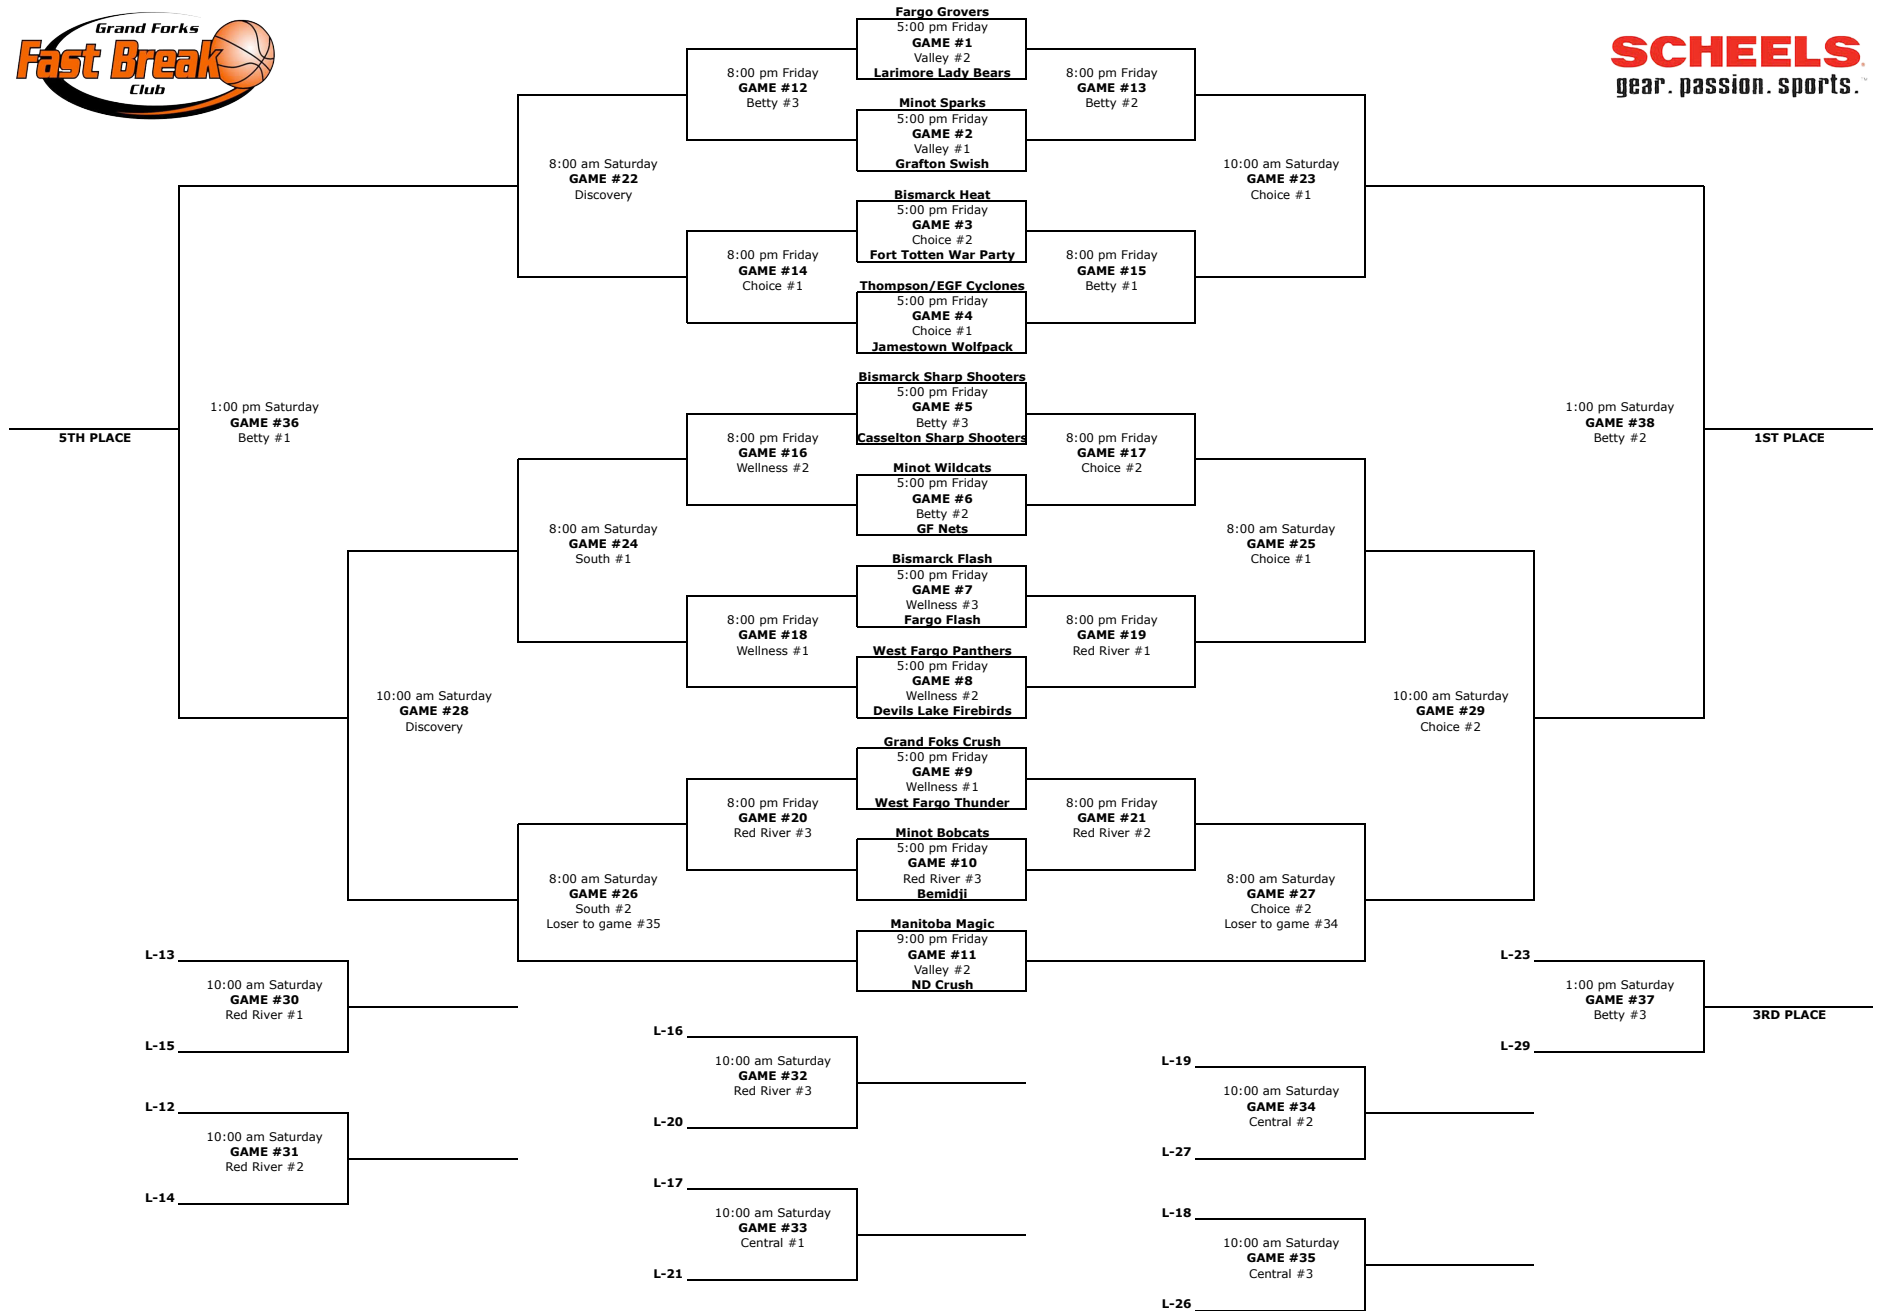 Grand Forks
Fast Break
Club
SCHEELS
gear. passion. sports.
Fargo Grovers
5:00 pm Friday
GAME #1
Valley #2
Larimore Lady Bears
8:00 pm Friday
GAME #12
Betty #3
8:00 pm Friday
GAME #13
Betty #2
Minot Sparks
5:00 pm Friday
GAME #2
Valley #1
Grafton Swish
8:00 am Saturday
GAME #22
Discovery
10:00 am Saturday
GAME #23
Choice #1
Bismarck Heat
5:00 pm Friday
GAME #3
Choice #2
Fort Totten War Party
8:00 pm Friday
GAME #14
Choice #1
8:00 pm Friday
GAME #15
Betty #1
Thompson/EGF Cyclones
5:00 pm Friday
GAME #4
Choice #1
Jamestown Wolfpack
Bismarck Sharp Shooters
5:00 pm Friday
GAME #5
Betty #3
Casselton Sharp Shooters
1:00 pm Saturday
GAME #36
Betty #1
5TH PLACE
1:00 pm Saturday
GAME #38
Betty #2
1ST PLACE
8:00 pm Friday
GAME #16
Wellness #2
8:00 pm Friday
GAME #17
Choice #2
Minot Wildcats
5:00 pm Friday
GAME #6
Betty #2
GF Nets
8:00 am Saturday
GAME #24
South #1
8:00 am Saturday
GAME #25
Choice #1
Bismarck Flash
5:00 pm Friday
GAME #7
Wellness #3
Fargo Flash
8:00 pm Friday
GAME #18
Wellness #1
8:00 pm Friday
GAME #19
Red River #1
West Fargo Panthers
5:00 pm Friday
GAME #8
Wellness #2
Devils Lake Firebirds
10:00 am Saturday
GAME #28
Discovery
10:00 am Saturday
GAME #29
Choice #2
Grand Foks Crush
5:00 pm Friday
GAME #9
Wellness #1
West Fargo Thunder
8:00 pm Friday
GAME #20
Red River #3
8:00 pm Friday
GAME #21
Red River #2
Minot Bobcats
5:00 pm Friday
GAME #10
Red River #3
Bemidji
8:00 am Saturday
GAME #26
South #2
Loser to game #35
8:00 am Saturday
GAME #27
Choice #2
Loser to game #34
Manitoba Magic
9:00 pm Friday
GAME #11
Valley #2
ND Crush
L-13
10:00 am Saturday
GAME #30
Red River #1
L-15
L-23
1:00 pm Saturday
GAME #37
Betty #3
3RD PLACE
L-29
L-16
10:00 am Saturday
GAME #32
Red River #3
L-20
L-19
10:00 am Saturday
GAME #34
Central #2
L-27
L-12
10:00 am Saturday
GAME #31
Red River #2
L-14
L-17
10:00 am Saturday
GAME #33
Central #1
L-21
L-18
10:00 am Saturday
GAME #35
Central #3
L-26